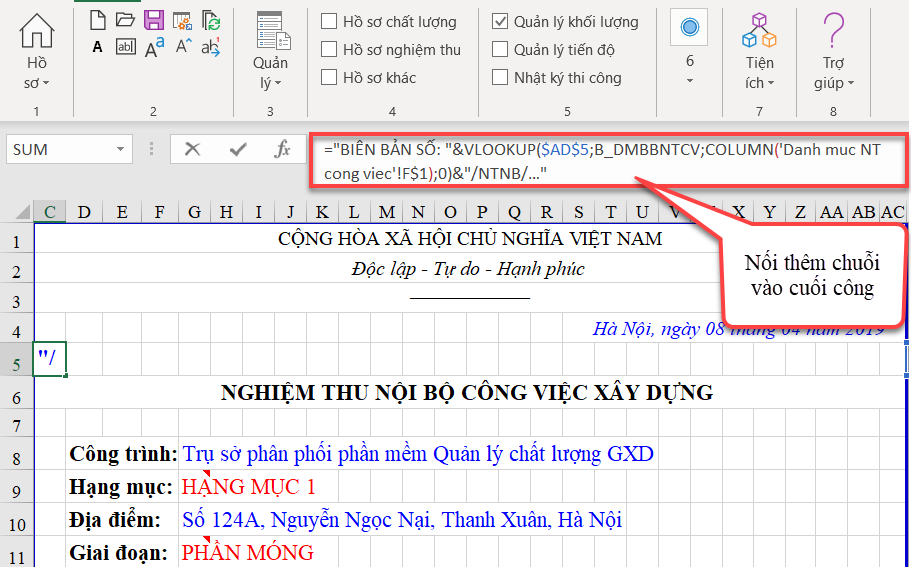 Hồ sơ chất lượng
Quản lý khối lượng
Hồ sơ nghiệm thu
Quản lý tiến độ
Hồ sơ khác
Nhật ký thi công
A
ab|
A
A
ab
Hồ
sơ
Quản
lý
6
Tiện
ích
Trợ
giúp
1
2
3
4
5
7
8
SUM
fx
="BIÊN BẢN SỐ: "&VLOOKUP($AD$5;B_DMBBNTCV;COLUMN('Danh muc NT
cong viec'!F$1);0)&"/NTNB/…"
C D E F G H I J K L M N O P Q R S T U V X Y Z AA AB AC
Nối thêm chuỗi
vào cuối công
1 CỘNG HÒA XÃ HỘI CHỦ NGHĨA VIỆT NAM
2 Độc lập - Tự do - Hạnh phúc
3
4 Hà Nội, ngày 08 tháng 04 năm 2019
5 "/
6 NGHIỆM THU NỘI BỘ CÔNG VIỆC XÂY DỰNG
7
8 Công trình: Trụ sở phân phối phần mềm Quản lý chất lượng GXD
9 Hạng mục: HẠNG MỤC 1
10 Địa điểm: Số 124A, Nguyễn Ngọc Nại, Thanh Xuân, Hà Nội
11 Giai đoạn: PHẦN MÓNG